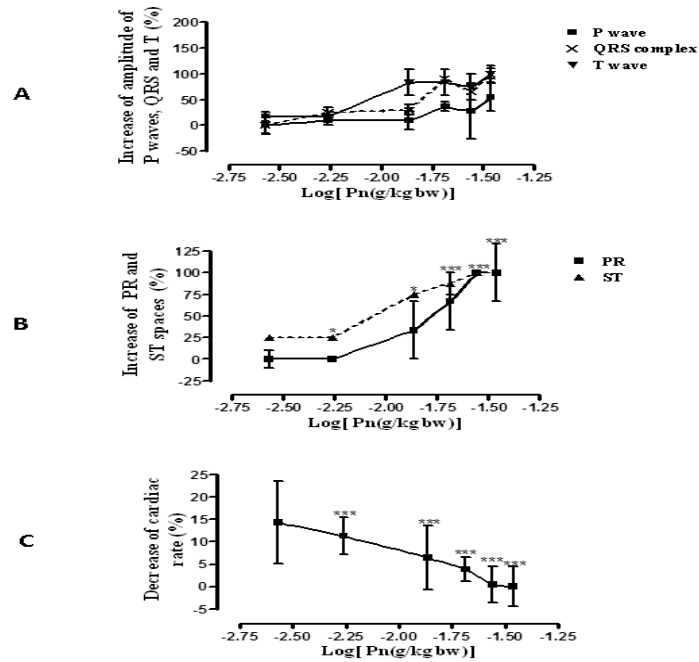 A
Increase of amplitude of
P waves, QRS and T (%)
200
150
100
50
0
-50
-2.75 -2.50 -2.25 -2.00 -1.75 -1.50 -1.25
Log[ Pn(g/kg bw)]
P wave
QRS complex
T wave
B
Increase of PR and
ST spaces (%)
125
100
75
50
25
0
-25
* * *** *** ***
-2.75 -2.50 -2.25 -2.00 -1.75 -1.50 -1.25
Log[ Pn(g/kg bw)]
PR
ST
C
Decrease of cardiac
rate (%)
25
20
15
10
5
0
-5
*** *** *** *** ***
-2.50 -2.25 -2.00 -1.75 -1.50 -1.25
Log[ Pn(g/kg bw)]